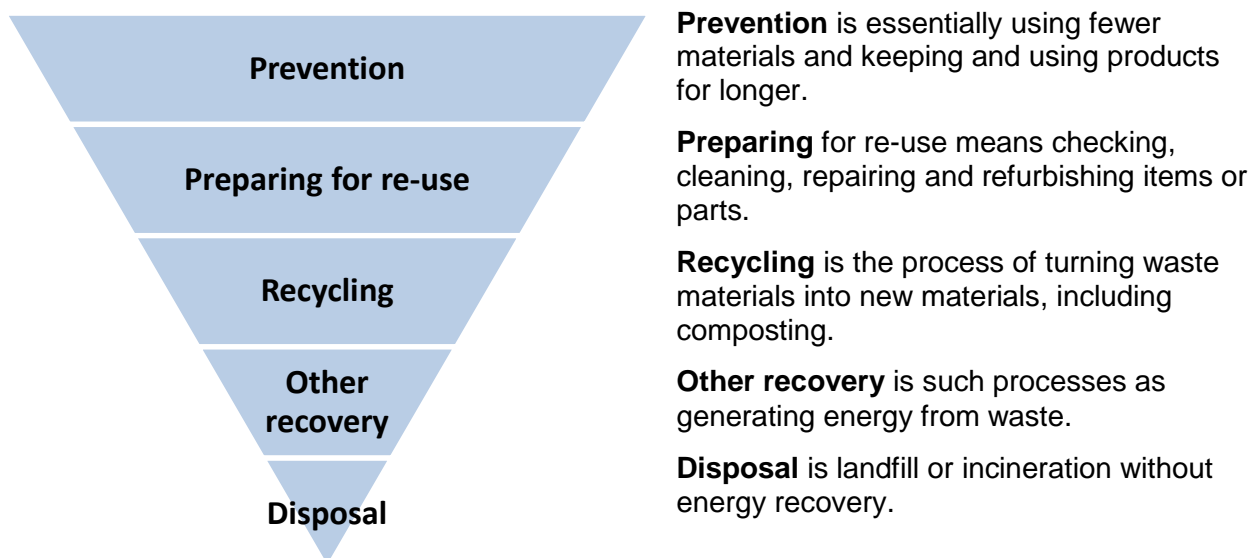 Prevention
Preparing for re-use
Recycling
Other
recovery
Disposal
Prevention is essentially using fewer
materials and keeping and using products
for longer.
Preparing for re-use means checking,
cleaning, repairing and refurbishing items or
parts.
Recycling is the process of turning waste
materials into new materials, including
composting.
Other recovery is such processes as
generating energy from waste.
Disposal is landfill or incineration without
energy recovery.